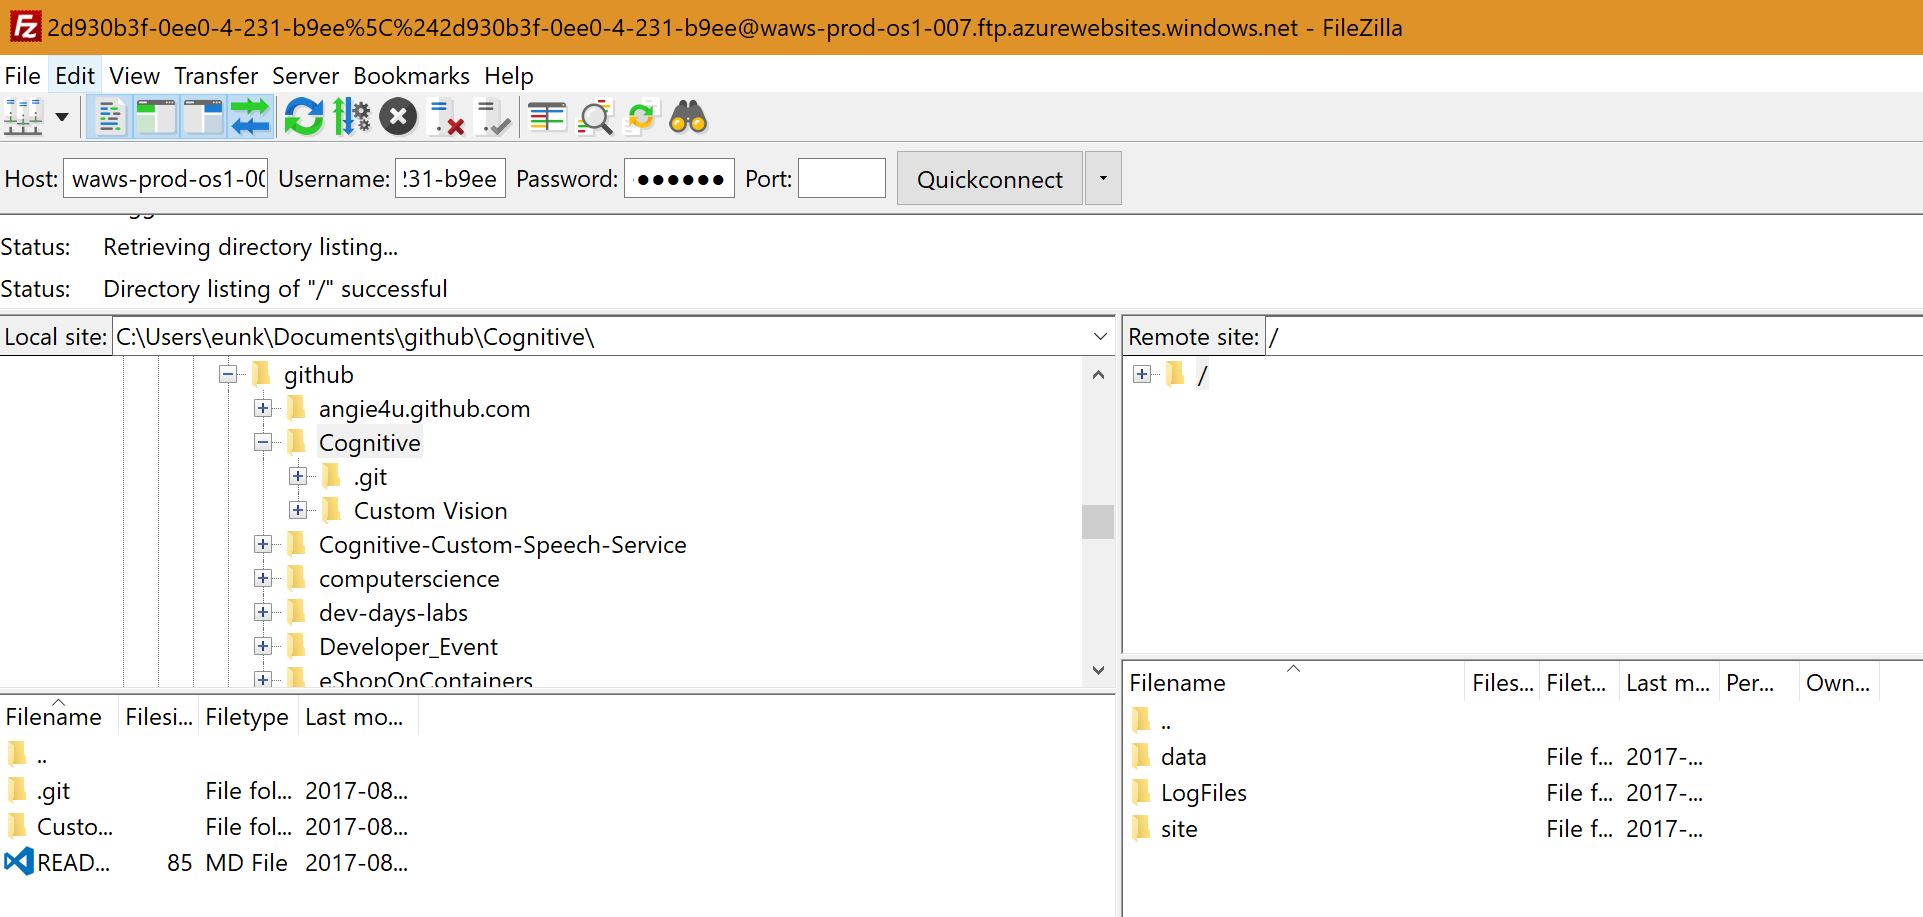 2d930b3f-0ee0-4-231-b9ee%5C%242d930b3f-0ee0-4-231-b9ee@waws-prod-os1-007.ftp.azurewebsites.windows.net - FileZilla
File Edit View Transfer Server Bookmarks Help
Host: waws-prod-os1-00 Username: 231-b9ee Password: ●●●●●● Port: Quickconnect
Status: Retrieving directory listing...
Status: Directory listing of "/" successful
Local site: C:\Users\eunk\Documents\github\Cognitive\
github
angie4u.github.com
Cognitive
.git
Custom Vision
Cognitive-Custom-Speech-Service
computerscience
dev-days-labs
Developer_Event
eShopOnContainers
Filename Filesi... Filetype Last mo...
..
.git File fol... 2017-08...
Custo... File fol... 2017-08...
READ... 85 MD File 2017-08...
Remote site: /
/
Filename Files... Filet... Last m... Per... Own...
..
data File f... 2017-...
LogFiles File f... 2017-...
site File f... 2017-...